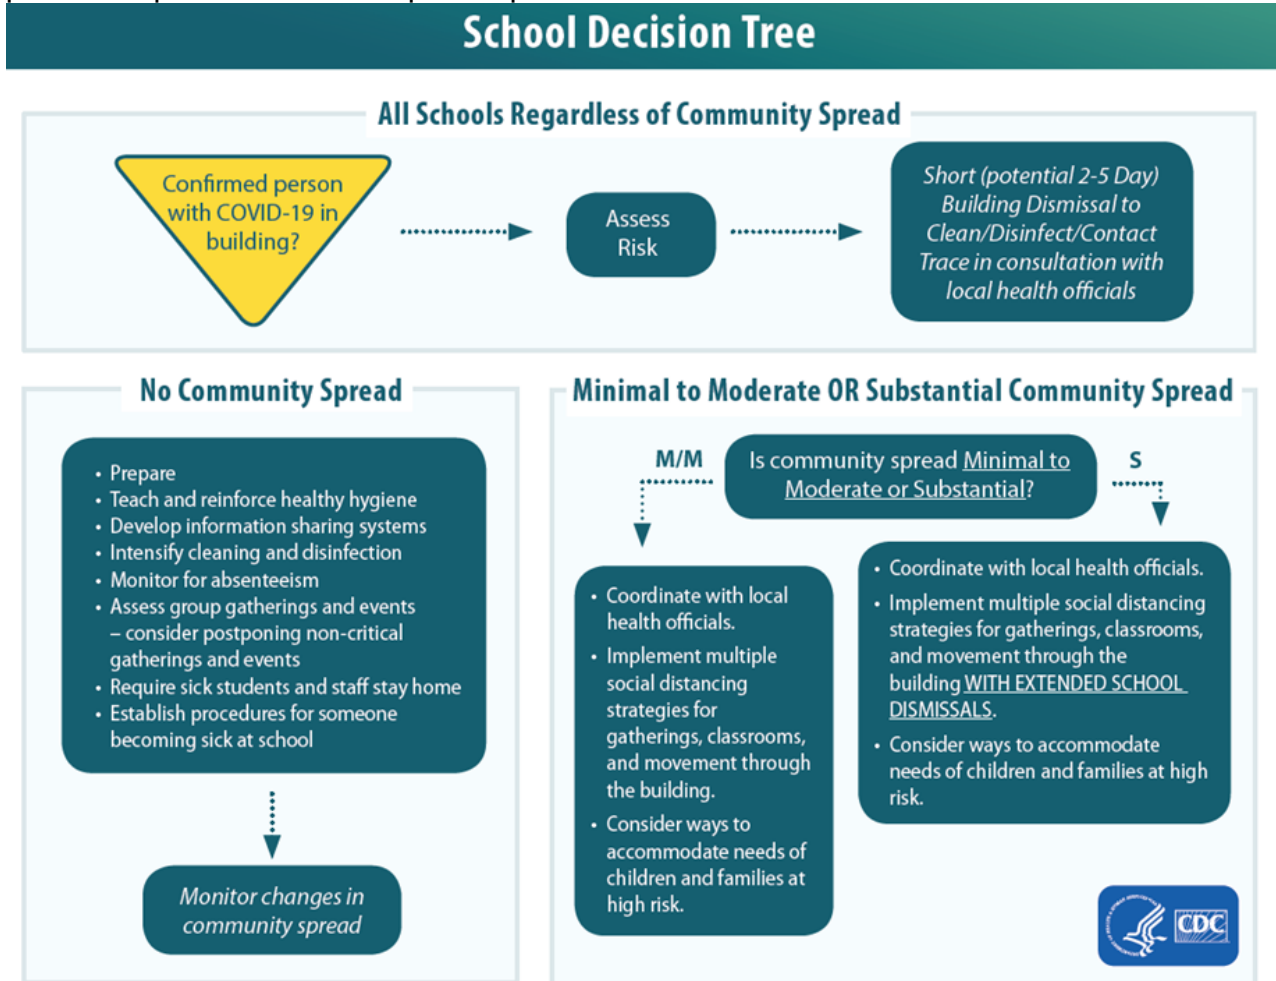 School Decision Tree
All Schools Regardless of Community Spread
Confirmed person
with COVID-19 in
building?
Assess
Risk
Short (potential 2-5 Day)
Building Dismissal to
Clean/Disinfect/Contact
Trace in consultation with
local health officials
No Community Spread
• Prepare
• Teach and reinforce healthy hygiene
• Develop information sharing systems
• Intensify cleaning and disinfection
• Monitor for absenteeism
• Assess group gatherings and events
– consider postponing non-critical
gatherings and events
• Require sick students and staff stay home
• Establish procedures for someone
becoming sick at school
Monitor changes in
community spread
Minimal to Moderate OR Substantial Community Spread
Is community spread Minimal to
Moderate or Substantial?
M/M
• Coordinate with local
health officials.
• Implement multiple
social distancing
strategies for
gatherings, classrooms,
and movement through
the building.
• Consider ways to
accommodate needs of
children and families at
high risk.
S
• Coordinate with local health officials.
• Implement multiple social distancing
strategies for gatherings, classrooms,
and movement through the
building WITH EXTENDED SCHOOL
DISMISSALS.
• Consider ways to accommodate
needs of children and families at high
risk.
CDC